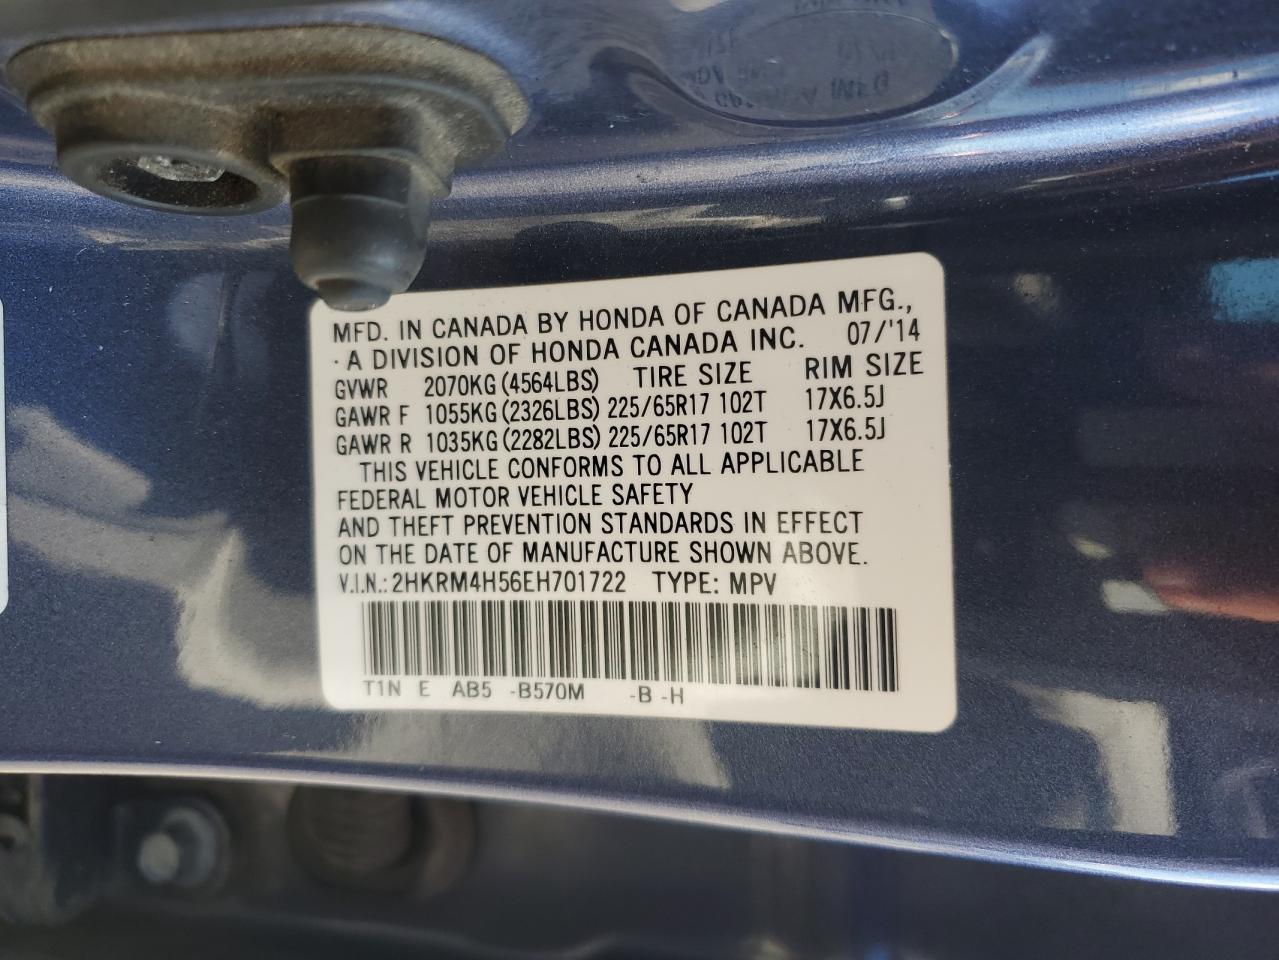 MFD. IN CANADA BY HONDA OF CANADA MFG.,
. A DIVISION OF HONDA CANADA INC. 07/'14
GVWR 2070KG (4564LBS) TIRE SIZE RIM SIZE
GAWR F 1055KG (2326LBS) 225/65R17 102T 17X6.5J
GAWR R 1035KG (2282LBS) 225/65R17 102T 17X6.5J
THIS VEHICLE CONFORMS TO ALL APPLICABLE
FEDERAL MOTOR VEHICLE SAFETY
AND THEFT PREVENTION STANDARDS IN EFFECT
ON THE DATE OF MANUFACTURE SHOWN ABOVE.
V.I.N.: 2HKRM4H56EH701722 TYPE: MPV
T1N E AB5 -B570M -B -H